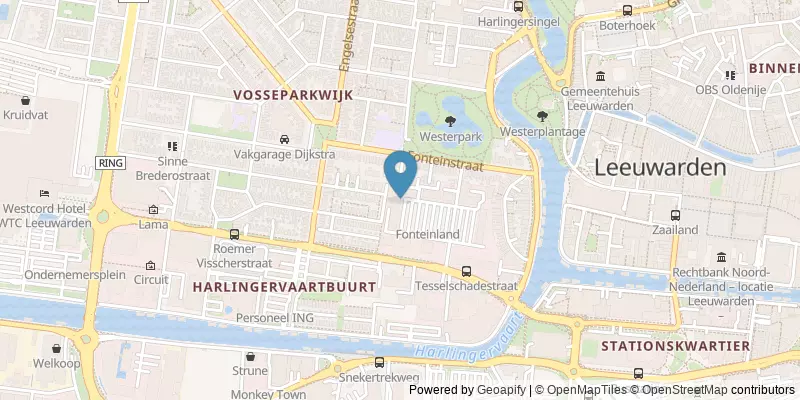 Harlingersingel
Boterhoek
Engelsestraa
BINNE
Gemeentehuis
Leeuwarden
OBS Oldenije
VOSSEPARKWIJK
Kruidvat
Westerpark
Westerplantage
Vakgarage Dijkstra
Fonteinstraat
RING
Sinne
Brederostraat
Leeuwarden
Westcord Hotel
WTC Leeuwarden
Lama
Zaailand
Fonteinland
Roemer
Visscherstraat
Ondernemersplein
Circuit
Rechtbank Noord-
Nederland – locatie
Leeuwarden
Tesselschadestraat
HARLINGERVAARTBUURT
Personeel ING
Harlingervaart
STATIONSKWARTIER
Welkoop
Strune
Snekertrekweg
Monkey Town
Powered by Geoapify | © OpenMapTiles © OpenStreetMap contributors